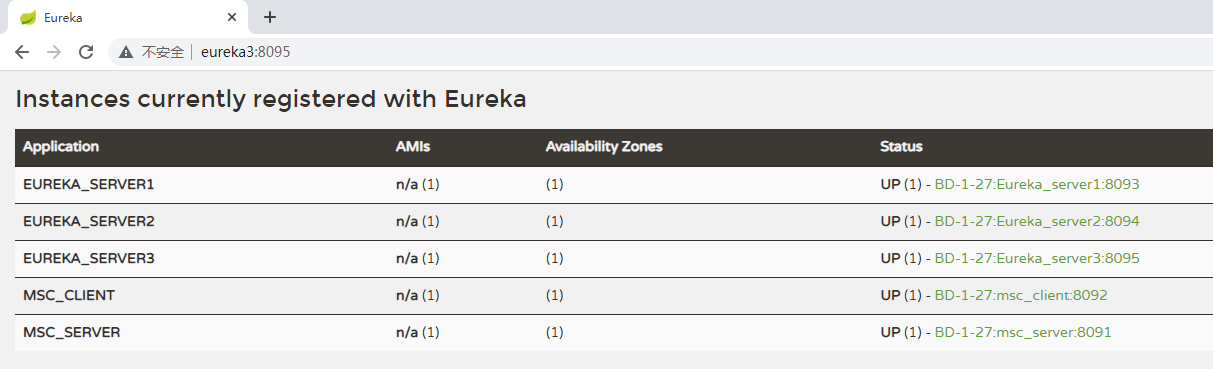 Eureka
不安全 eureka3:8095
Instances currently registered with Eureka
Application AMIs Availability Zones Status
EUREKA_SERVER1 n/a (1) (1) UP (1) - BD-1-27:Eureka_server1:8093
EUREKA_SERVER2 n/a (1) (1) UP (1) - BD-1-27:Eureka_server2:8094
EUREKA_SERVER3 n/a (1) (1) UP (1) - BD-1-27:Eureka_server3:8095
MSC_CLIENT n/a (1) (1) UP (1) - BD-1-27:msc_client:8092
MSC_SERVER n/a (1) (1) UP (1) - BD-1-27:msc_server:8091